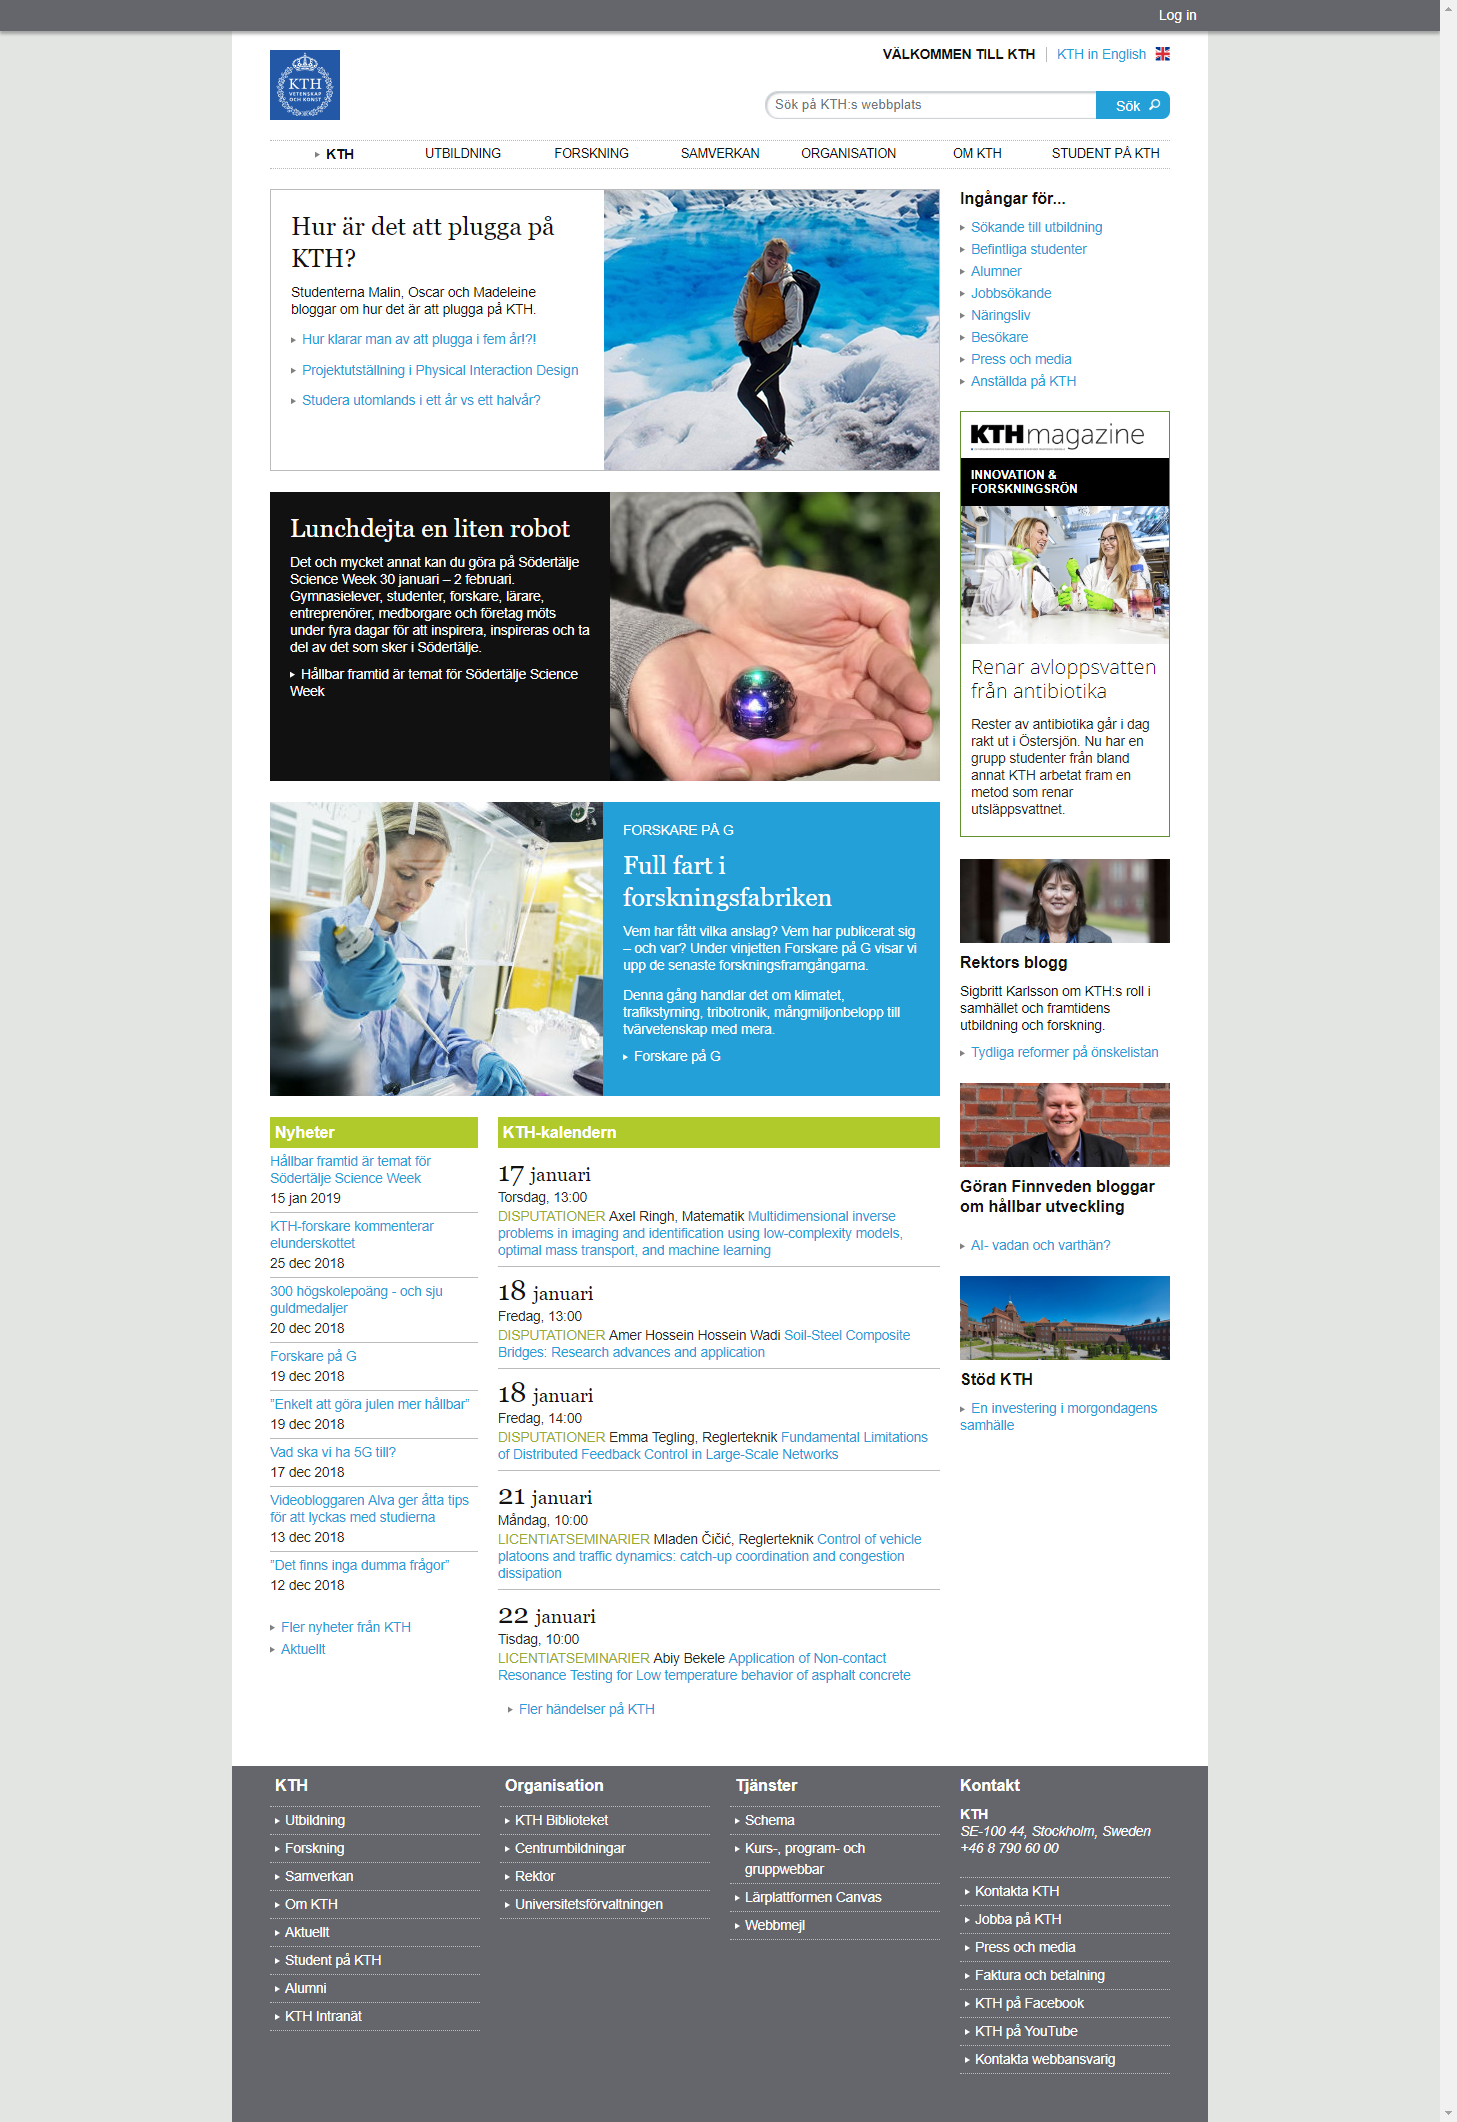 Log in
KTH
VETENSKAP
OCH KONST
VÄLKOMMEN TILL KTH
KTH in English
Sök på KTH:s webbplats
Sök
KTH
UTBILDNING
FORSKNING
SAMVERKAN
ORGANISATION
OM KTH
STUDENT PÅ KTH
Hur är det att plugga på
KTH?
Studenterna Malin, Oscar och Madeleine
bloggar om hur det är att plugga på KTH.
Hur klarar man av att plugga i fem år!?!
Projektutställning i Physical Interaction Design
Studera utomlands i ett år vs ett halvår?
Lunchdejta en liten robot
Det och mycket annat kan du göra på Södertälje
Science Week 30 januari – 2 februari.
Gymnasielever, studenter, forskare, lärare,
entreprenörer, medborgare och företag möts
under fyra dagar för att inspirera, inspireras och ta
del av det som sker i Södertälje.
Hållbar framtid är temat för Södertälje Science
Week
FORSKARE PÅ G
Full fart i
forskningsfabriken
Vem har fått vilka anslag? Vem har publicerat sig
– och var? Under vinjetten Forskare på G visar vi
upp de senaste forskningsframgångarna.
Denna gång handlar det om klimatet,
trafikstyrning, tribotronik, mångmiljonbelopp till
tvärvetenskap med mera.
Forskare på G
Ingångar för...
Sökande till utbildning
Befintliga studenter
Alumner
Jobbsökande
Näringsliv
Besökare
Press och media
Anställda på KTH
KTHmagazine
INNOVATION &
FORSKNINGSRÖN
Renar avloppsvatten
från antibiotika
Rester av antibiotika går i dag
rakt ut i Östersjön. Nu har en
grupp studenter från bland
annat KTH arbetat fram en
metod som renar
utsläppsvattnet.
Rektors blogg
Sigbritt Karlsson om KTH:s roll i
samhället och framtidens
utbildning och forskning.
Tydliga reformer på önskelistan
Göran Finnveden bloggar
om hållbar utveckling
AI- vadan och varthän?
Stöd KTH
En investering i morgondagens
samhälle
Nyheter
Hållbar framtid är temat för
Södertälje Science Week
15 jan 2019
KTH-forskare kommenterar
elunderskottet
25 dec 2018
300 högskolepoäng - och sju
guldmedaljer
20 dec 2018
Forskare på G
19 dec 2018
"Enkelt att göra julen mer hållbar"
19 dec 2018
Vad ska vi ha 5G till?
17 dec 2018
Videobloggaren Alva ger åtta tips
för att lyckas med studierna
13 dec 2018
"Det finns inga dumma frågor"
12 dec 2018
Fler nyheter från KTH
Aktuellt
KTH-kalendern
17 januari
Torsdag, 13:00
DISPUTATIONER Axel Ringh, Matematik Multidimensional inverse
problems in imaging and identification using low-complexity models,
optimal mass transport, and machine learning
18 januari
Fredag, 13:00
DISPUTATIONER Amer Hossein Hossein Wadi Soil-Steel Composite
Bridges: Research advances and application
18 januari
Fredag, 14:00
DISPUTATIONER Emma Tegling, Reglerteknik Fundamental Limitations
of Distributed Feedback Control in Large-Scale Networks
21 januari
Måndag, 10:00
LICENTIATSEMINARIER Mladen Čičić, Reglerteknik Control of vehicle
platoons and traffic dynamics: catch-up coordination and congestion
dissipation
22 januari
Tisdag, 10:00
LICENTIATSEMINARIER Abiy Bekele Application of Non-contact
Resonance Testing for Low temperature behavior of asphalt concrete
Fler händelser på KTH
KTH
Utbildning
Forskning
Samverkan
Om KTH
Aktuellt
Student på KTH
Alumni
KTH Intranät
Organisation
KTH Biblioteket
Centrumbildningar
Rektor
Universitetsförvaltningen
Tjänster
Schema
Kurs-, program- och
gruppwebbar
Lärplattformen Canvas
Webbmejl
Kontakt
KTH
SE-100 44, Stockholm, Sweden
+46 8 790 60 00
Kontakta KTH
Jobba på KTH
Press och media
Faktura och betalning
KTH på Facebook
KTH på YouTube
Kontakta webbansvarig